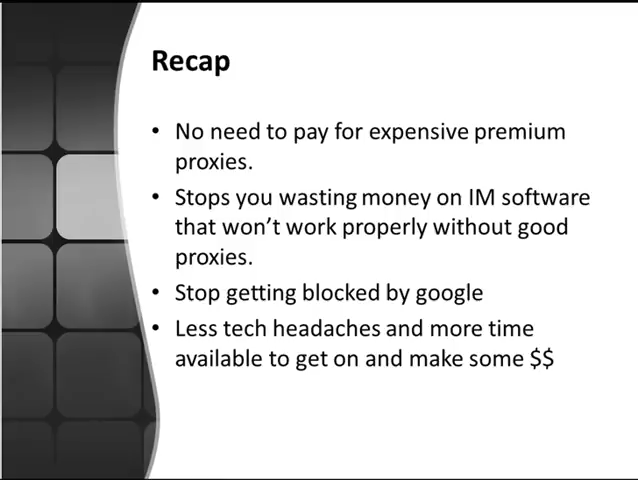 Recap
• No need to pay for expensive premium
proxies.
• Stops you wasting money on IM software
that won't work properly without good
proxies.
• Stop getting blocked by google
• Less tech headaches and more time
available to get on and make some $$